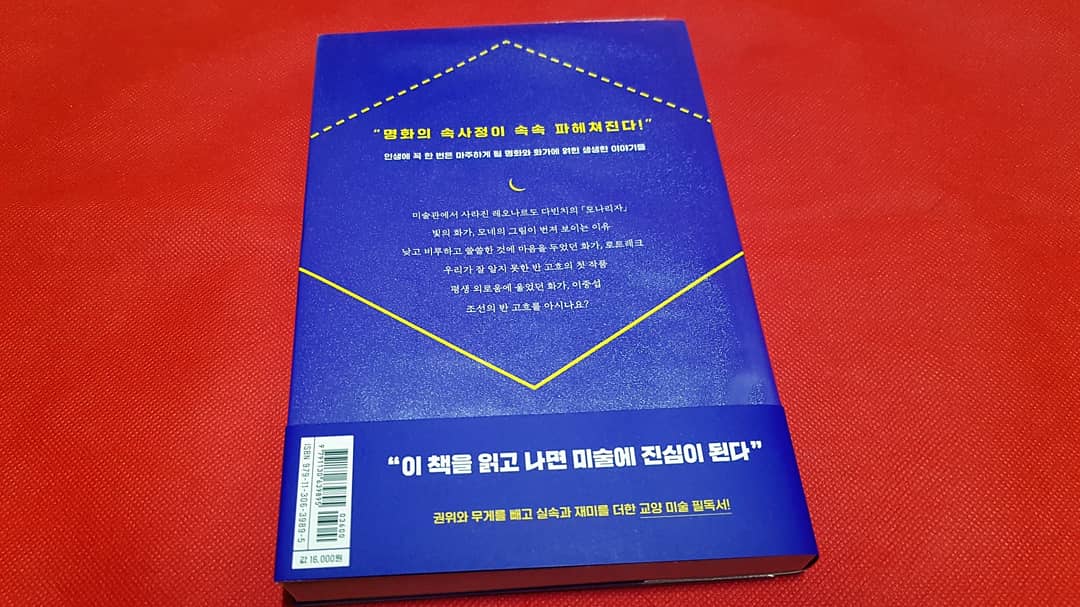 “명화의 속사정이 속속 파헤쳐진다!”
인생에 꼭 한 번은 마주하게 될 명화와 화가에 얽힌 생생한 이야기들
미술관에서 사라진 레오나르도 다빈치의 「모나리자」
빛의 화가, 모네의 그림이 번져 보이는 이유
낮고 비루하고 쓸쓸한 것에 마음을 두었던 화가, 로트레크
우리가 잘 알지 못한 반 고흐의 첫 작품
평생 외로움에 울었던 화가, 이중섭
조선의 반 고흐를 아시나요?
“이 책을 읽고 나면 미술에 진심이 된다”
권위와 무게를 빼고 실속과 재미를 더한 교양 미술 필독서!
ISBN 979-11-306-3989-5
9 791130 639895
03600
값 16,000원